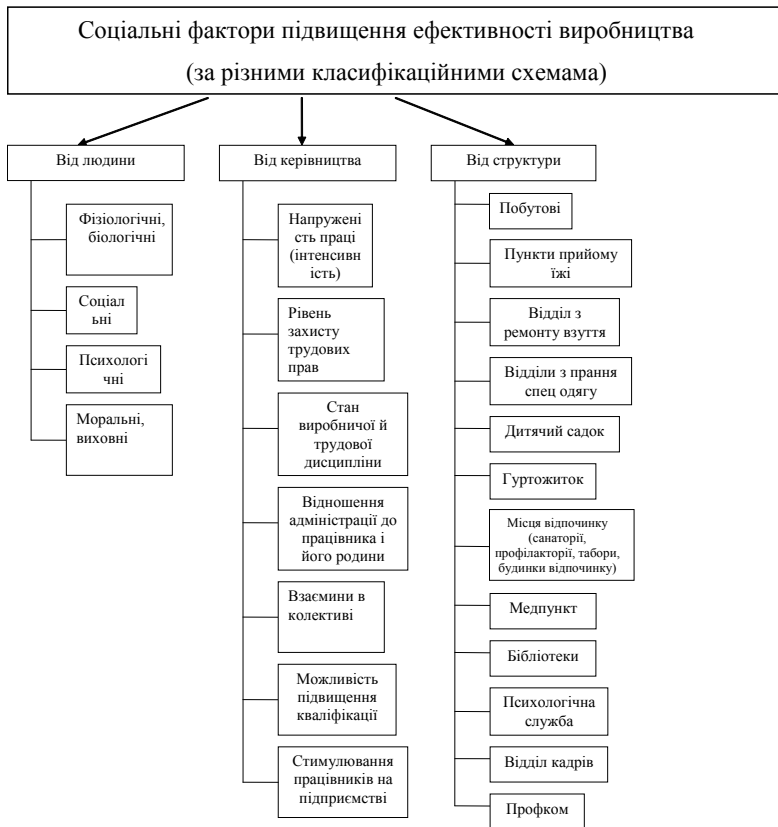 Соціальні фактори підвищення ефективності виробництва
(за різними класифікаційними схемама)
Від людини
Фізіологічні,
біологічні
Соціал
ьні
Психологі
чні
Моральні,
виховні
Від керівництва
Напружені
сть праці
(інтенсивн
ість)
Рівень
захисту
трудових
прав
Стан
виробничої й
трудової
дисципліни
Відношення
адміністрації до
працівника і
його родини
Взаємини в
колективі
Можливість
підвищення
кваліфікації
Стимулювання
працівників на
підприємстві
Від структури
Побутові
Пункти прийому
їжі
Відділ з
ремонту взуття
Відділи з прання
спец одягу
Дитячий садок
Гуртожиток
Місця відпочинку
(санаторії,
профілакторії, табори,
будинки відпочинку)
Медпункт
Бібліотеки
Психологічна
служба
Відділ кадрів
Профком